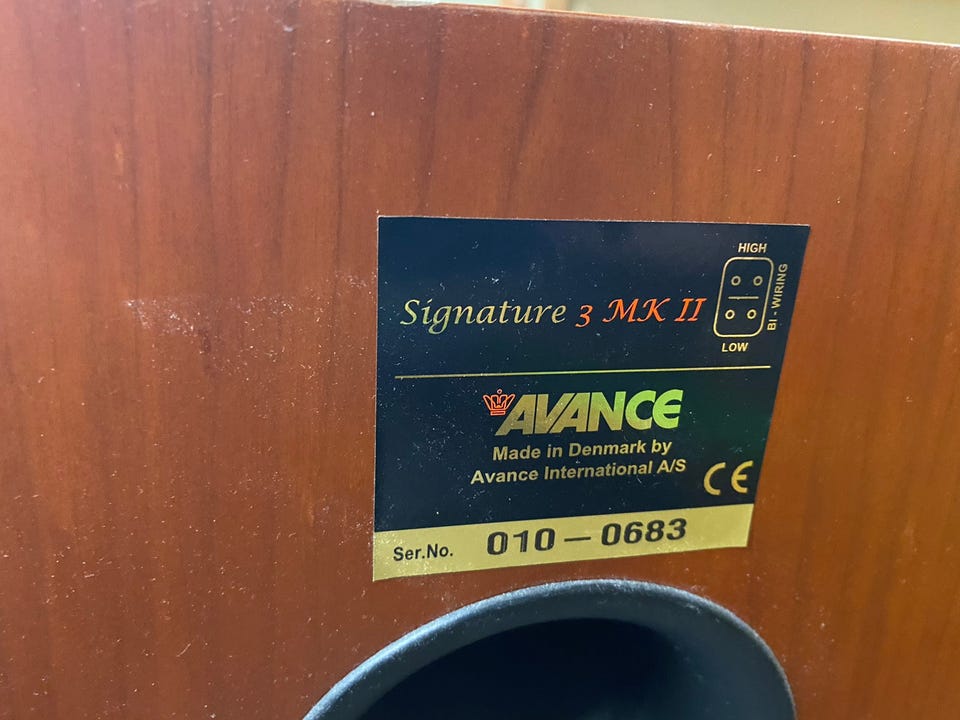 HIGH
Signature 3 MK II
BI - WIRING
LOW
AVANCE
Made in Denmark by
Avance International A/S
CE
Ser.No. 010 – 0683